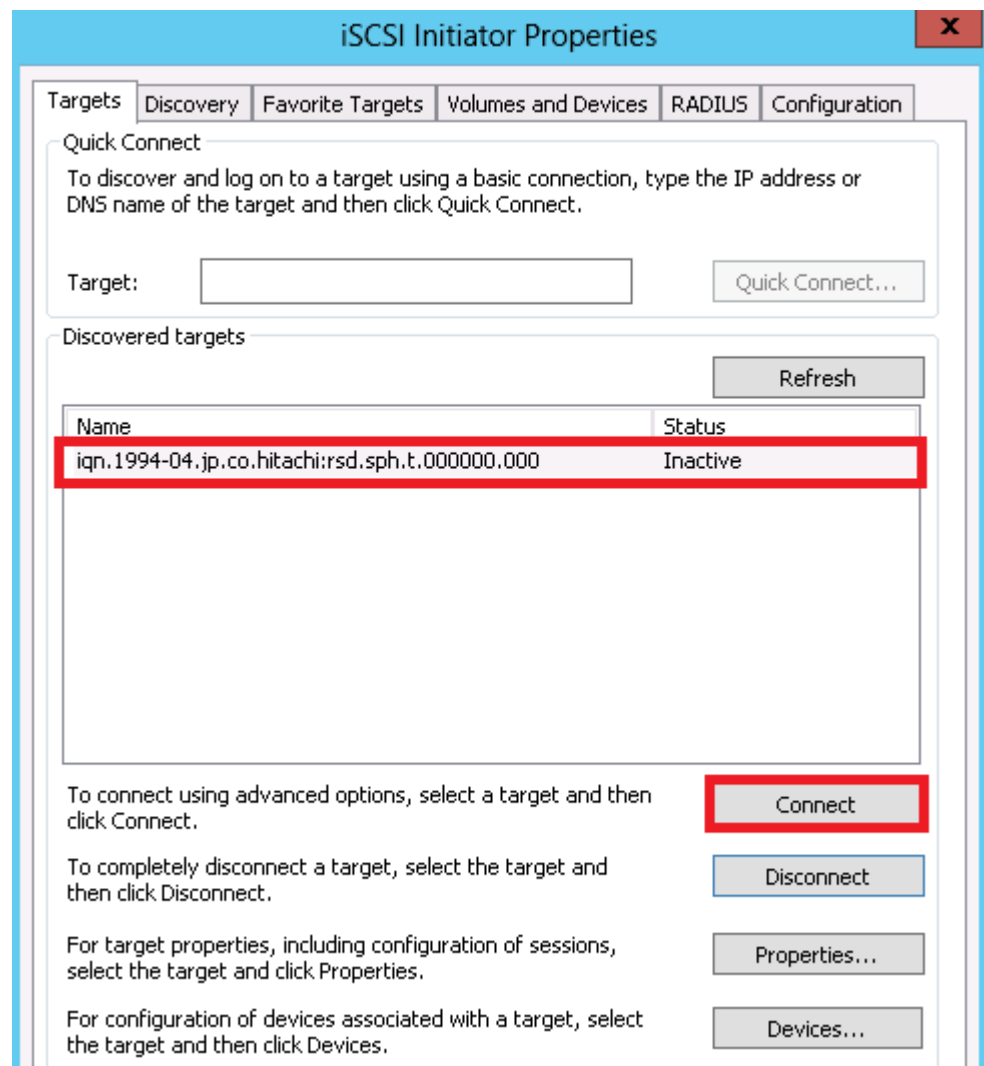 iSCSI Initiator Properties
x
Targets
Discovery
Favorite Targets
Volumes and Devices
RADIUS
Configuration
Quick Connect
To discover and log on to a target using a basic connection, type the IP address or
DNS name of the target and then click Quick Connect.
Target:
Quick Connect...
Discovered targets
Refresh
Name
Status
iqn.1994-04.jp.co.hitachi:rsd.sph.t.000000.000
Inactive
To connect using advanced options, select a target and then
click Connect.
Connect
To completely disconnect a target, select the target and
then click Disconnect.
Disconnect
For target properties, including configuration of sessions,
select the target and click Properties.
Properties...
For configuration of devices associated with a target, select
the target and then click Devices.
Devices...